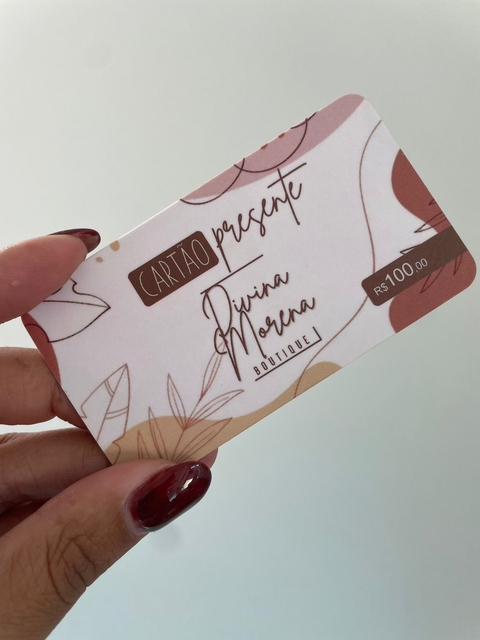 CARTÃO presente
Divina
Morena
BOUTIQUE
R$100,00